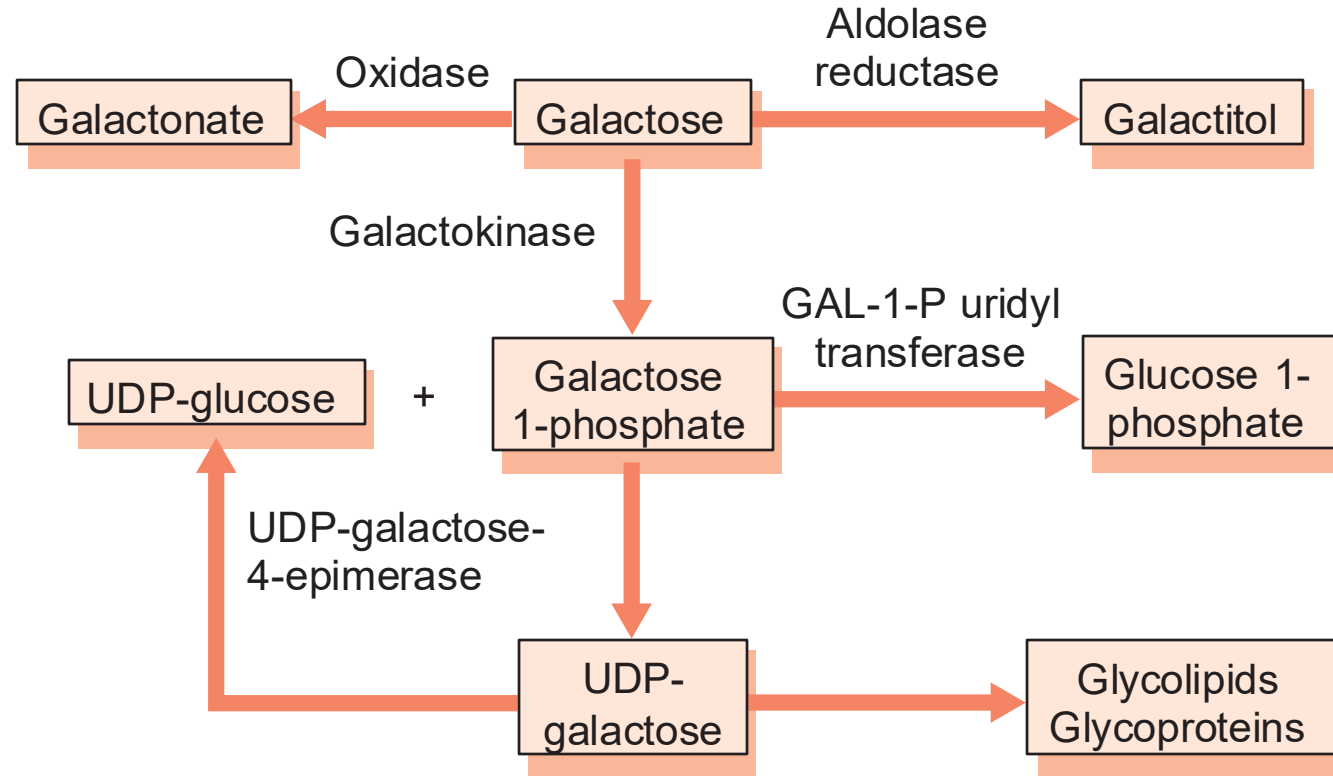 Aldolase
reductase
Oxidase
Galactonate
Galactose
Galactitol
Galactokinase
GAL-1-P uridyl
transferase
UDP-glucose
+
Galactose
1-phosphate
Glucose 1-
phosphate
UDP-galactose-
4-epimerase
UDP-
galactose
Glycolipids
Glycoproteins